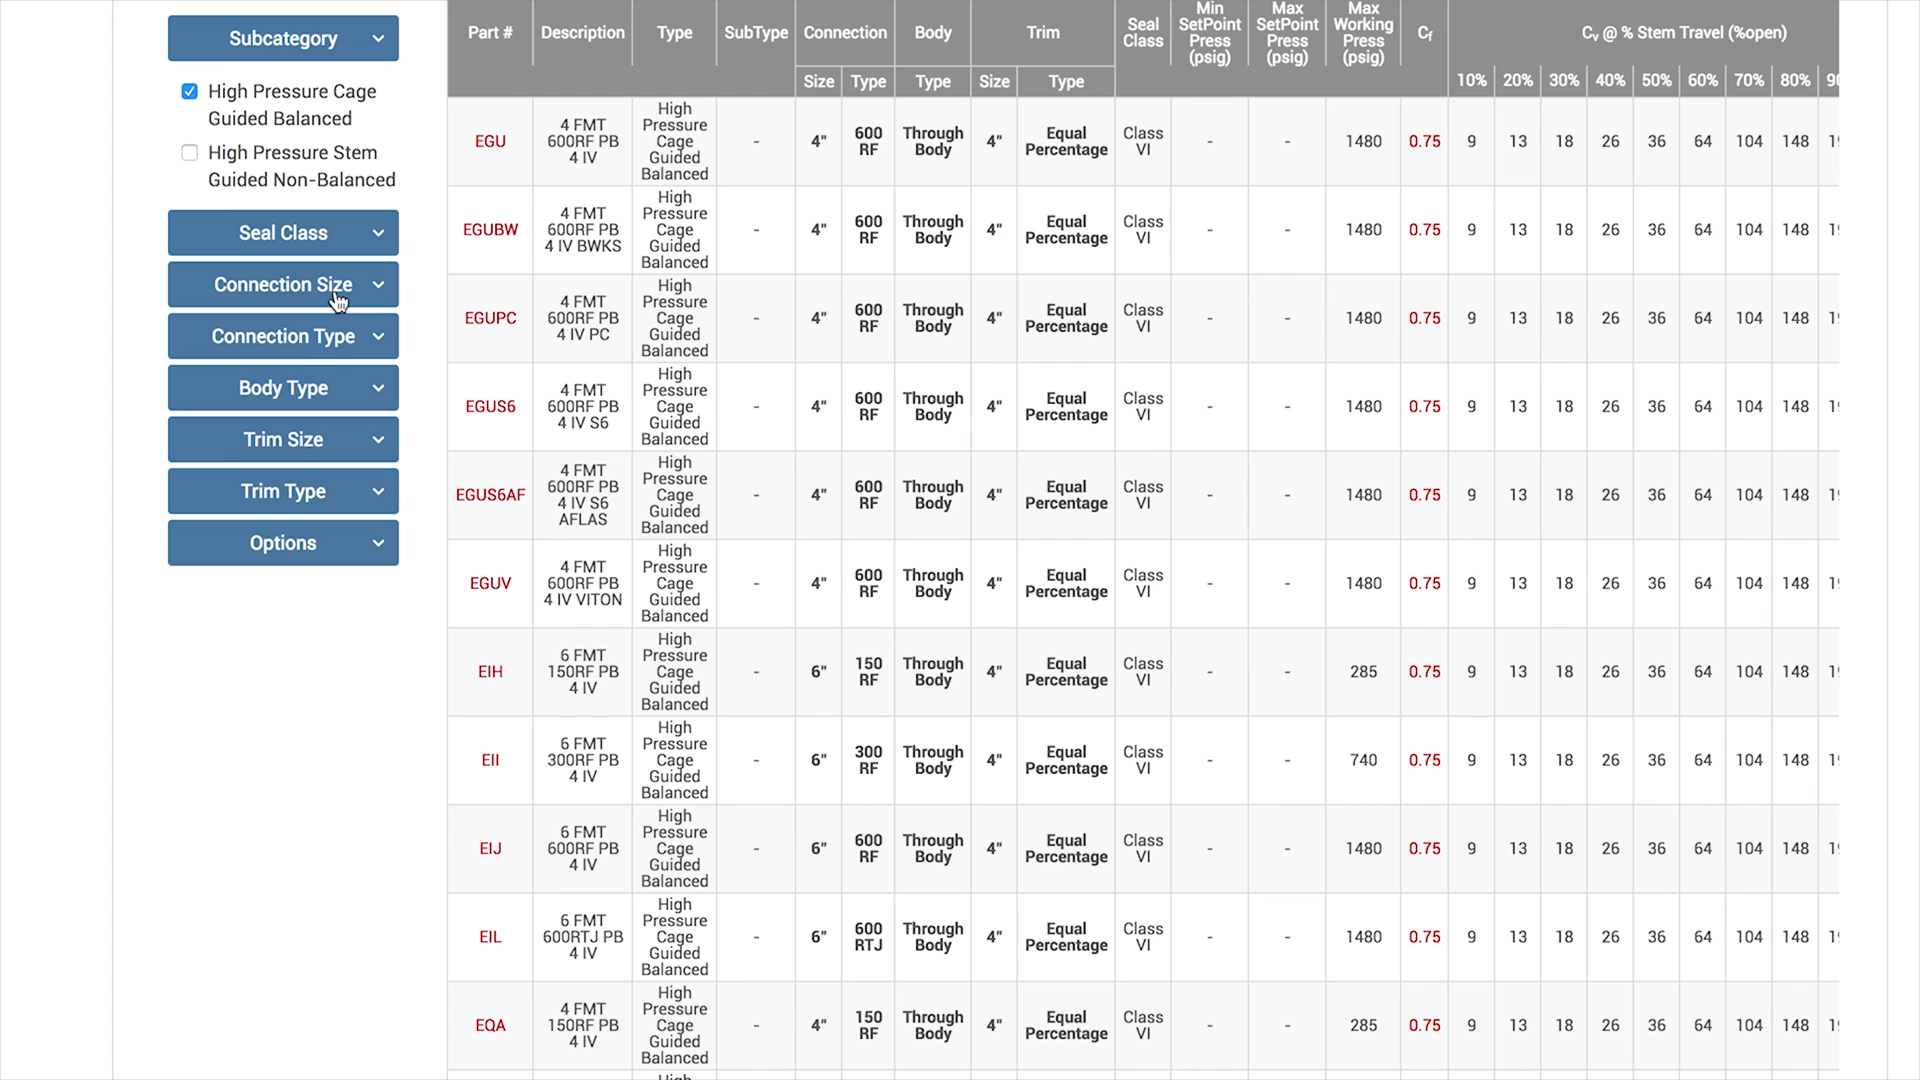 Subcategory
High Pressure Cage
Guided Balanced
High Pressure Stem
Guided Non-Balanced
Seal Class
Connection Size
Connection Type
Body Type
Trim Size
Trim Type
Options
Part # Description Type SubType Connection Body Trim Seal Class Min SetPoint Press (psig) Max SetPoint Press (psig) Max Working Press (psig) Cf Cv @ % Stem Travel (%open)
Size Type Type Size Type 10% 20% 30% 40% 50% 60% 70% 80%
EGU 4 FMT 600RF PB 4 IV High Pressure Cage Guided Balanced - 4" 600 RF Through Body 4" Equal Percentage Class VI - - 1480 0.75 9 13 18 26 36 64 104 148
EGUBW 4 FMT 600RF PB 4 IV BWKS High Pressure Cage Guided Balanced - 4" 600 RF Through Body 4" Equal Percentage Class VI - - 1480 0.75 9 13 18 26 36 64 104 148
EGUPC 4 FMT 600RF PB 4 IV PC High Pressure Cage Guided Balanced - 4" 600 RF Through Body 4" Equal Percentage Class VI - - 1480 0.75 9 13 18 26 36 64 104 148
EGUS6 4 FMT 600RF PB 4 IV S6 High Pressure Cage Guided Balanced - 4" 600 RF Through Body 4" Equal Percentage Class VI - - 1480 0.75 9 13 18 26 36 64 104 148
EGUS6AF 4 FMT 600RF PB 4 IV S6 AFLAS High Pressure Cage Guided Balanced - 4" 600 RF Through Body 4" Equal Percentage Class VI - - 1480 0.75 9 13 18 26 36 64 104 148
EGUV 4 FMT 600RF PB 4 IV VITON High Pressure Cage Guided Balanced - 4" 600 RF Through Body 4" Equal Percentage Class VI - - 1480 0.75 9 13 18 26 36 64 104 148
EIH 6 FMT 150RF PB 4 IV High Pressure Cage Guided Balanced - 6" 150 RF Through Body 4" Equal Percentage Class VI - - 285 0.75 9 13 18 26 36 64 104 148
EII 6 FMT 300RF PB 4 IV High Pressure Cage Guided Balanced - 6" 300 RF Through Body 4" Equal Percentage Class VI - - 740 0.75 9 13 18 26 36 64 104 148
EIJ 6 FMT 600RF PB 4 IV High Pressure Cage Guided Balanced - 6" 600 RF Through Body 4" Equal Percentage Class VI - - 1480 0.75 9 13 18 26 36 64 104 148
EIL 6 FMT 600RTJ PB 4 IV High Pressure Cage Guided Balanced - 6" 600 RTJ Through Body 4" Equal Percentage Class VI - - 1480 0.75 9 13 18 26 36 64 104 148
EQA 4 FMT 150RF PB 4 IV High Pressure Cage Guided Balanced - 4" 150 RF Through Body 4" Equal Percentage Class VI - - 285 0.75 9 13 18 26 36 64 104 148
High